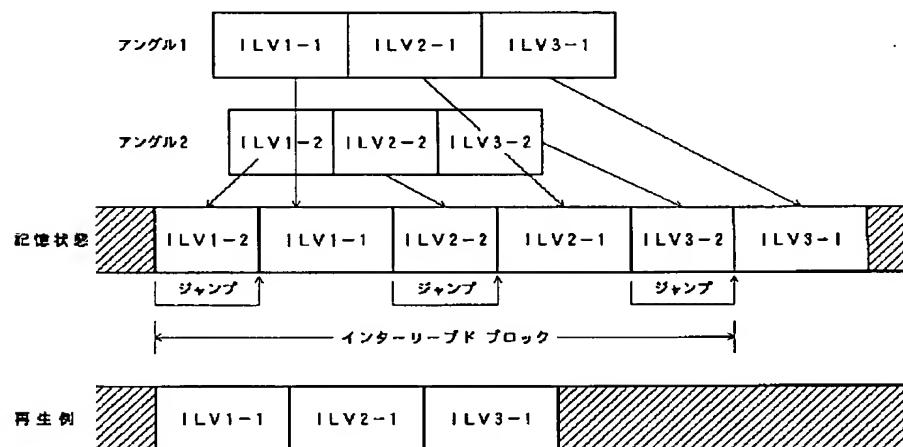 アングル1 ILV1-1 ILV2-1 ILV3-1
アングル2 ILV1-2 ILV2-2 ILV3-2
記憶状態 ILV1-2 ILV1-1 ILV2-2 ILV2-1 ILV3-2 ILV3-1
ジャンプ ジャンプ ジャンプ
インターリーブド ブロック
再生例 ILV1-1 ILV2-1 ILV3-1